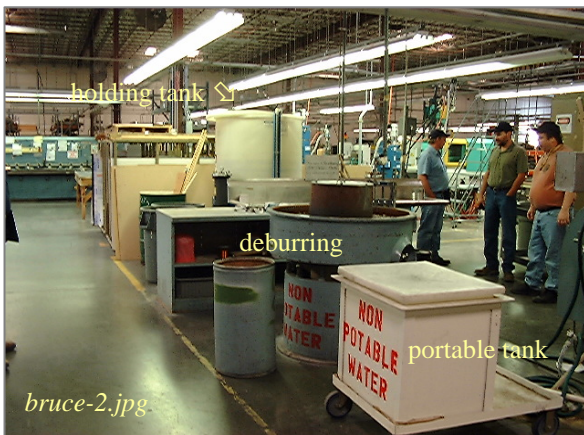 holding tank
deburring
NON
POTABLE
WATER
NON
POTABLE
WATER
portable tank
bruce-2.jpg